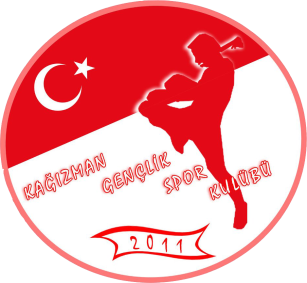 KAĞIZMAN GENÇLİK SPOR KULÜBÜ
2011